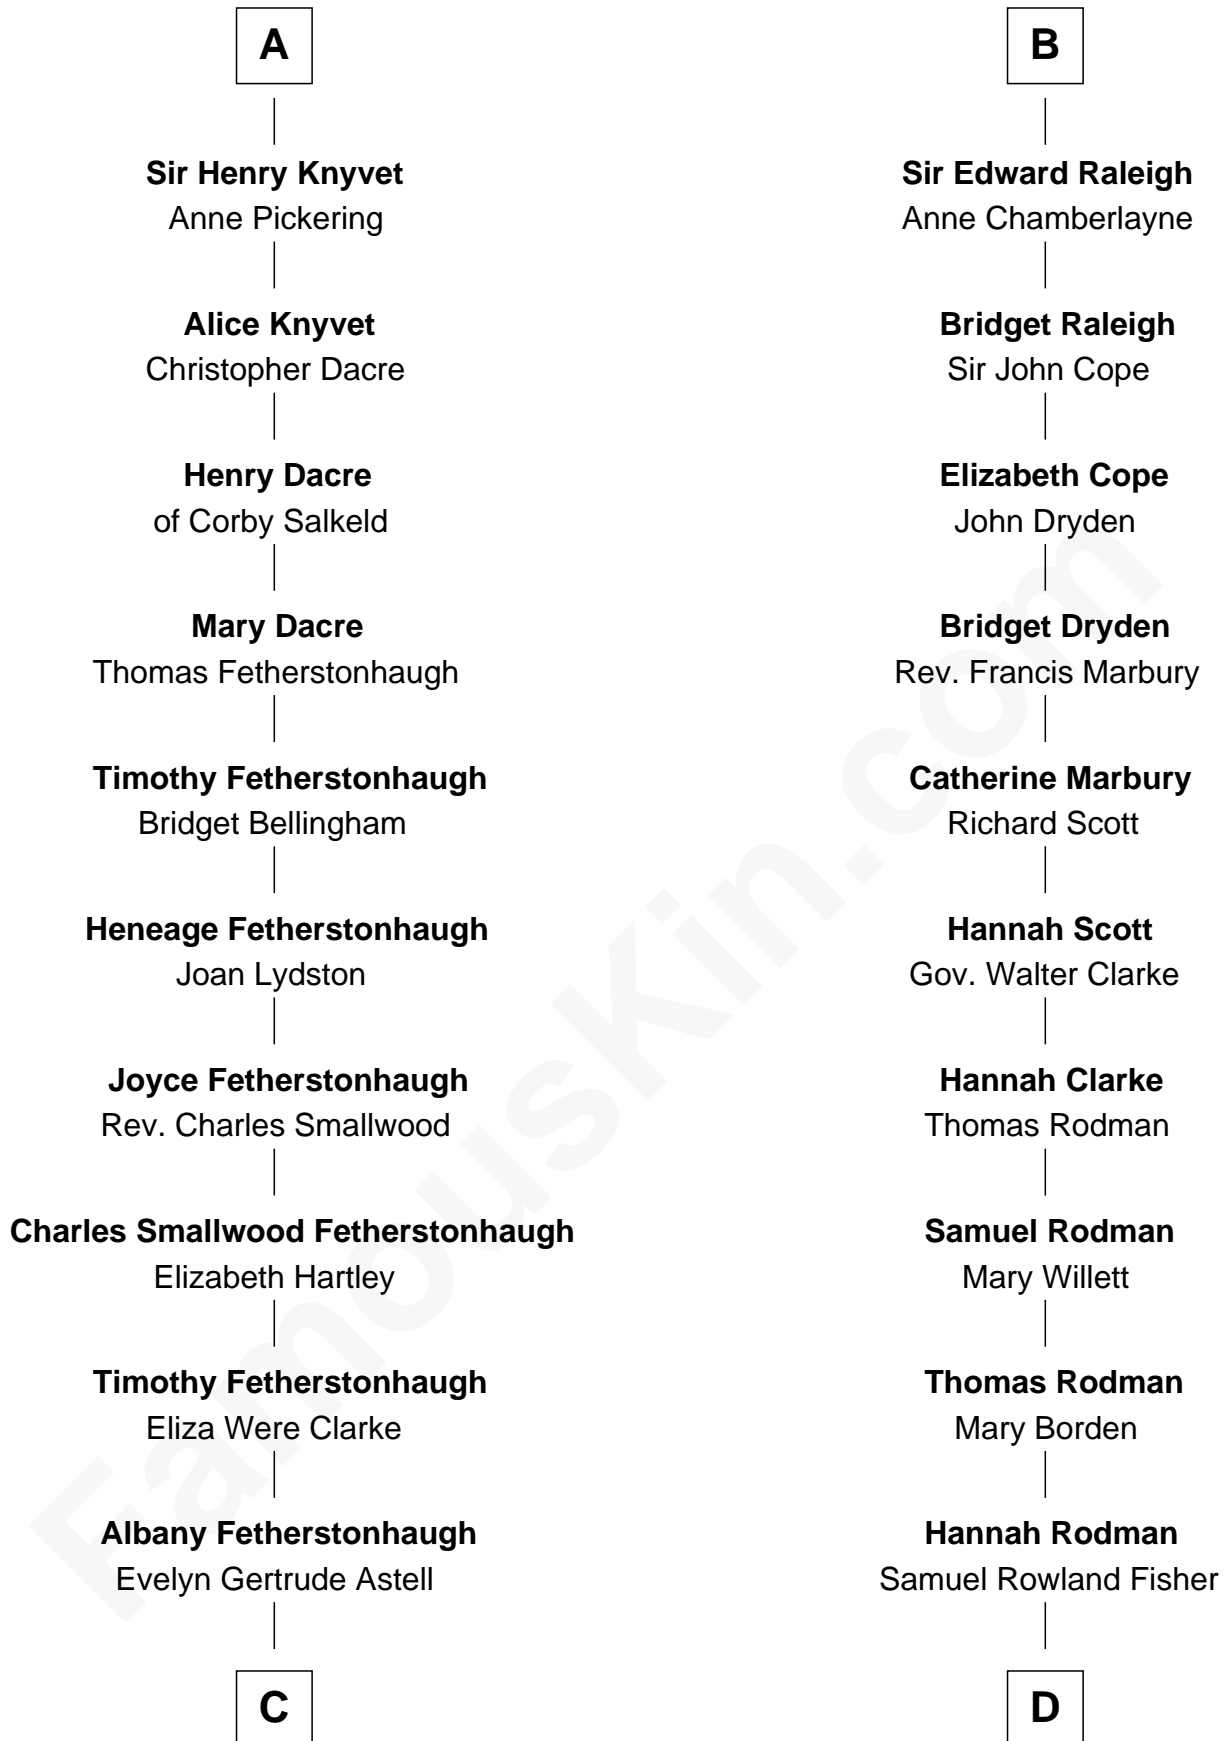 A
Sir Henry Knyvet
Anne Pickering
Alice Knyvet
Christopher Dacre
Henry Dacre
of Corby Salkeld
Mary Dacre
Thomas Fetherstonhaugh
Timothy Fetherstonhaugh
Bridget Bellingham
Heneage Fetherstonhaugh
Joan Lydston
Joyce Fetherstonhaugh
Rev. Charles Smallwood
Charles Smallwood Fetherstonhaugh
Elizabeth Hartley
Timothy Fetherstonhaugh
Eliza Were Clarke
Albany Fetherstonhaugh
Evelyn Gertrude Astell
C
B
Sir Edward Raleigh
Anne Chamberlayne
Bridget Raleigh
Sir John Cope
Elizabeth Cope
John Dryden
Bridget Dryden
Rev. Francis Marbury
Catherine Marbury
Richard Scott
Hannah Scott
Gov. Walter Clarke
Hannah Clarke
Thomas Rodman
Samuel Rodman
Mary Willett
Thomas Rodman
Mary Borden
Hannah Rodman
Samuel Rowland Fisher
D
FamousKin.com